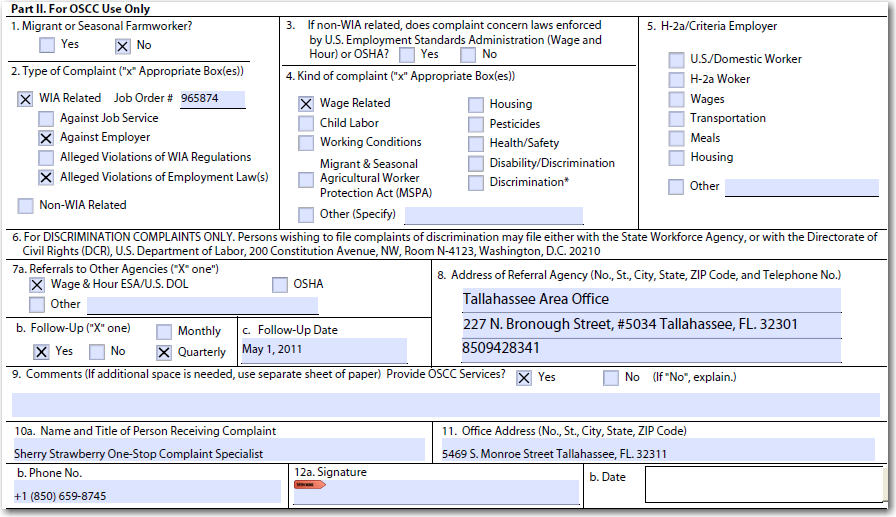 Part II. For OSCC Use Only
1. Migrant or Seasonal Farmworker?
Yes
No
2. Type of Complaint ("x" Appropriate Box(es))
WIA Related Job Order # 965874
Against Job Service
Against Employer
Alleged Violations of WIA Regulations
Alleged Violations of Employment Law(s)
Non-WIA Related
3. If non-WIA related, does complaint concern laws enforced
by U.S. Employment Standards Administration (Wage and
Hour) or OSHA? Yes No
4. Kind of complaint ("x" Appropriate Box(es))
Wage Related
Child Labor
Working Conditions
Migrant & Seasonal
Agricultural Worker
Protection Act (MSPA)
Other (Specify)
Housing
Pesticides
Health/Safety
Disability/Discrimination
Discrimination*
5. H-2a/Criteria Employer
U.S./Domestic Worker
H-2a Woker
Wages
Transportation
Meals
Housing
Other
6. For DISCRIMINATION COMPLAINTS ONLY. Persons wishing to file complaints of discrimination may file either with the State Workforce Agency, or with the Directorate of
Civil Rights (DCR), U.S. Department of Labor, 200 Constitution Avenue, NW, Room N-4123, Washington, D.C. 20210
7a. Referrals to Other Agencies ("X" one")
Wage & Hour ESA/U.S. DOL
OSHA
Other
b. Follow-Up ("X" one)
Monthly
Yes
No
Quarterly
c. Follow-Up Date
May 1, 2011
8. Address of Referral Agency (No., St., City, State, ZIP Code, and Telephone No.)
Tallahassee Area Office
227 N. Bronough Street, #5034 Tallahassee, FL. 32301
8509428341
9. Comments (If additional space is needed, use separate sheet of paper) Provide OSCC Services? Yes No (If "No", explain.)
10a. Name and Title of Person Receiving Complaint
Sherry Strawberry One-Stop Complaint Specialist
11. Office Address (No., St., City, State, ZIP Code)
5469 S. Monroe Street Tallahassee, FL. 32311
b. Phone No.
+1 (850) 659-8745
12a. Signature
b. Date